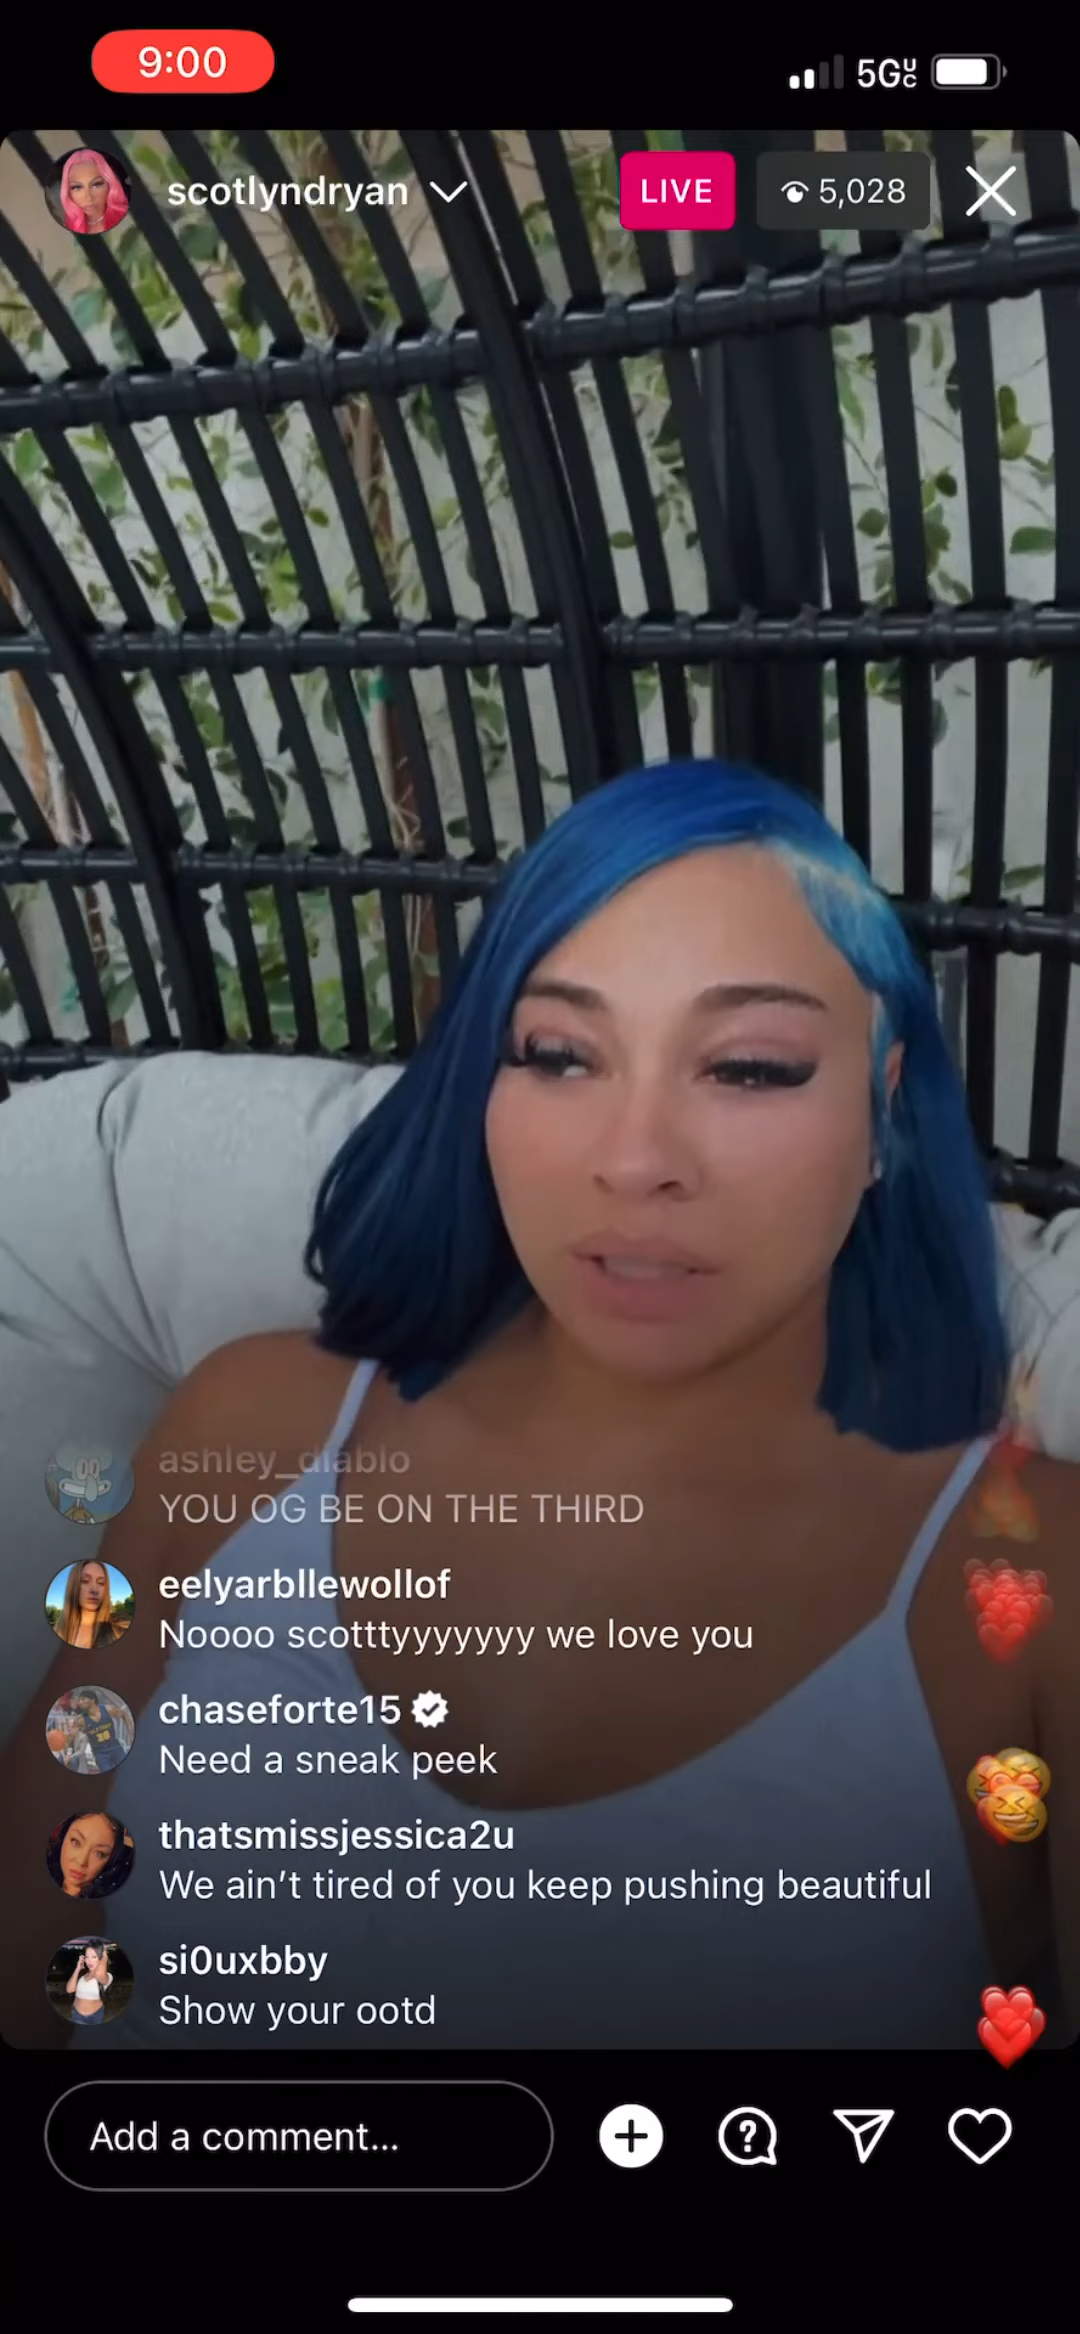 9:00
5GUC
scotlyndryan
LIVE
5,028
ashley_diablo
YOU OG BE ON THE THIRD
eelyarbllewollof
Noooo scotttyyyyyyy we love you
chaseforte15
Need a sneak peek
thatsmissjessica2u
We ain’t tired of you keep pushing beautiful
si0uxbby
Show your ootd
Add a comment...